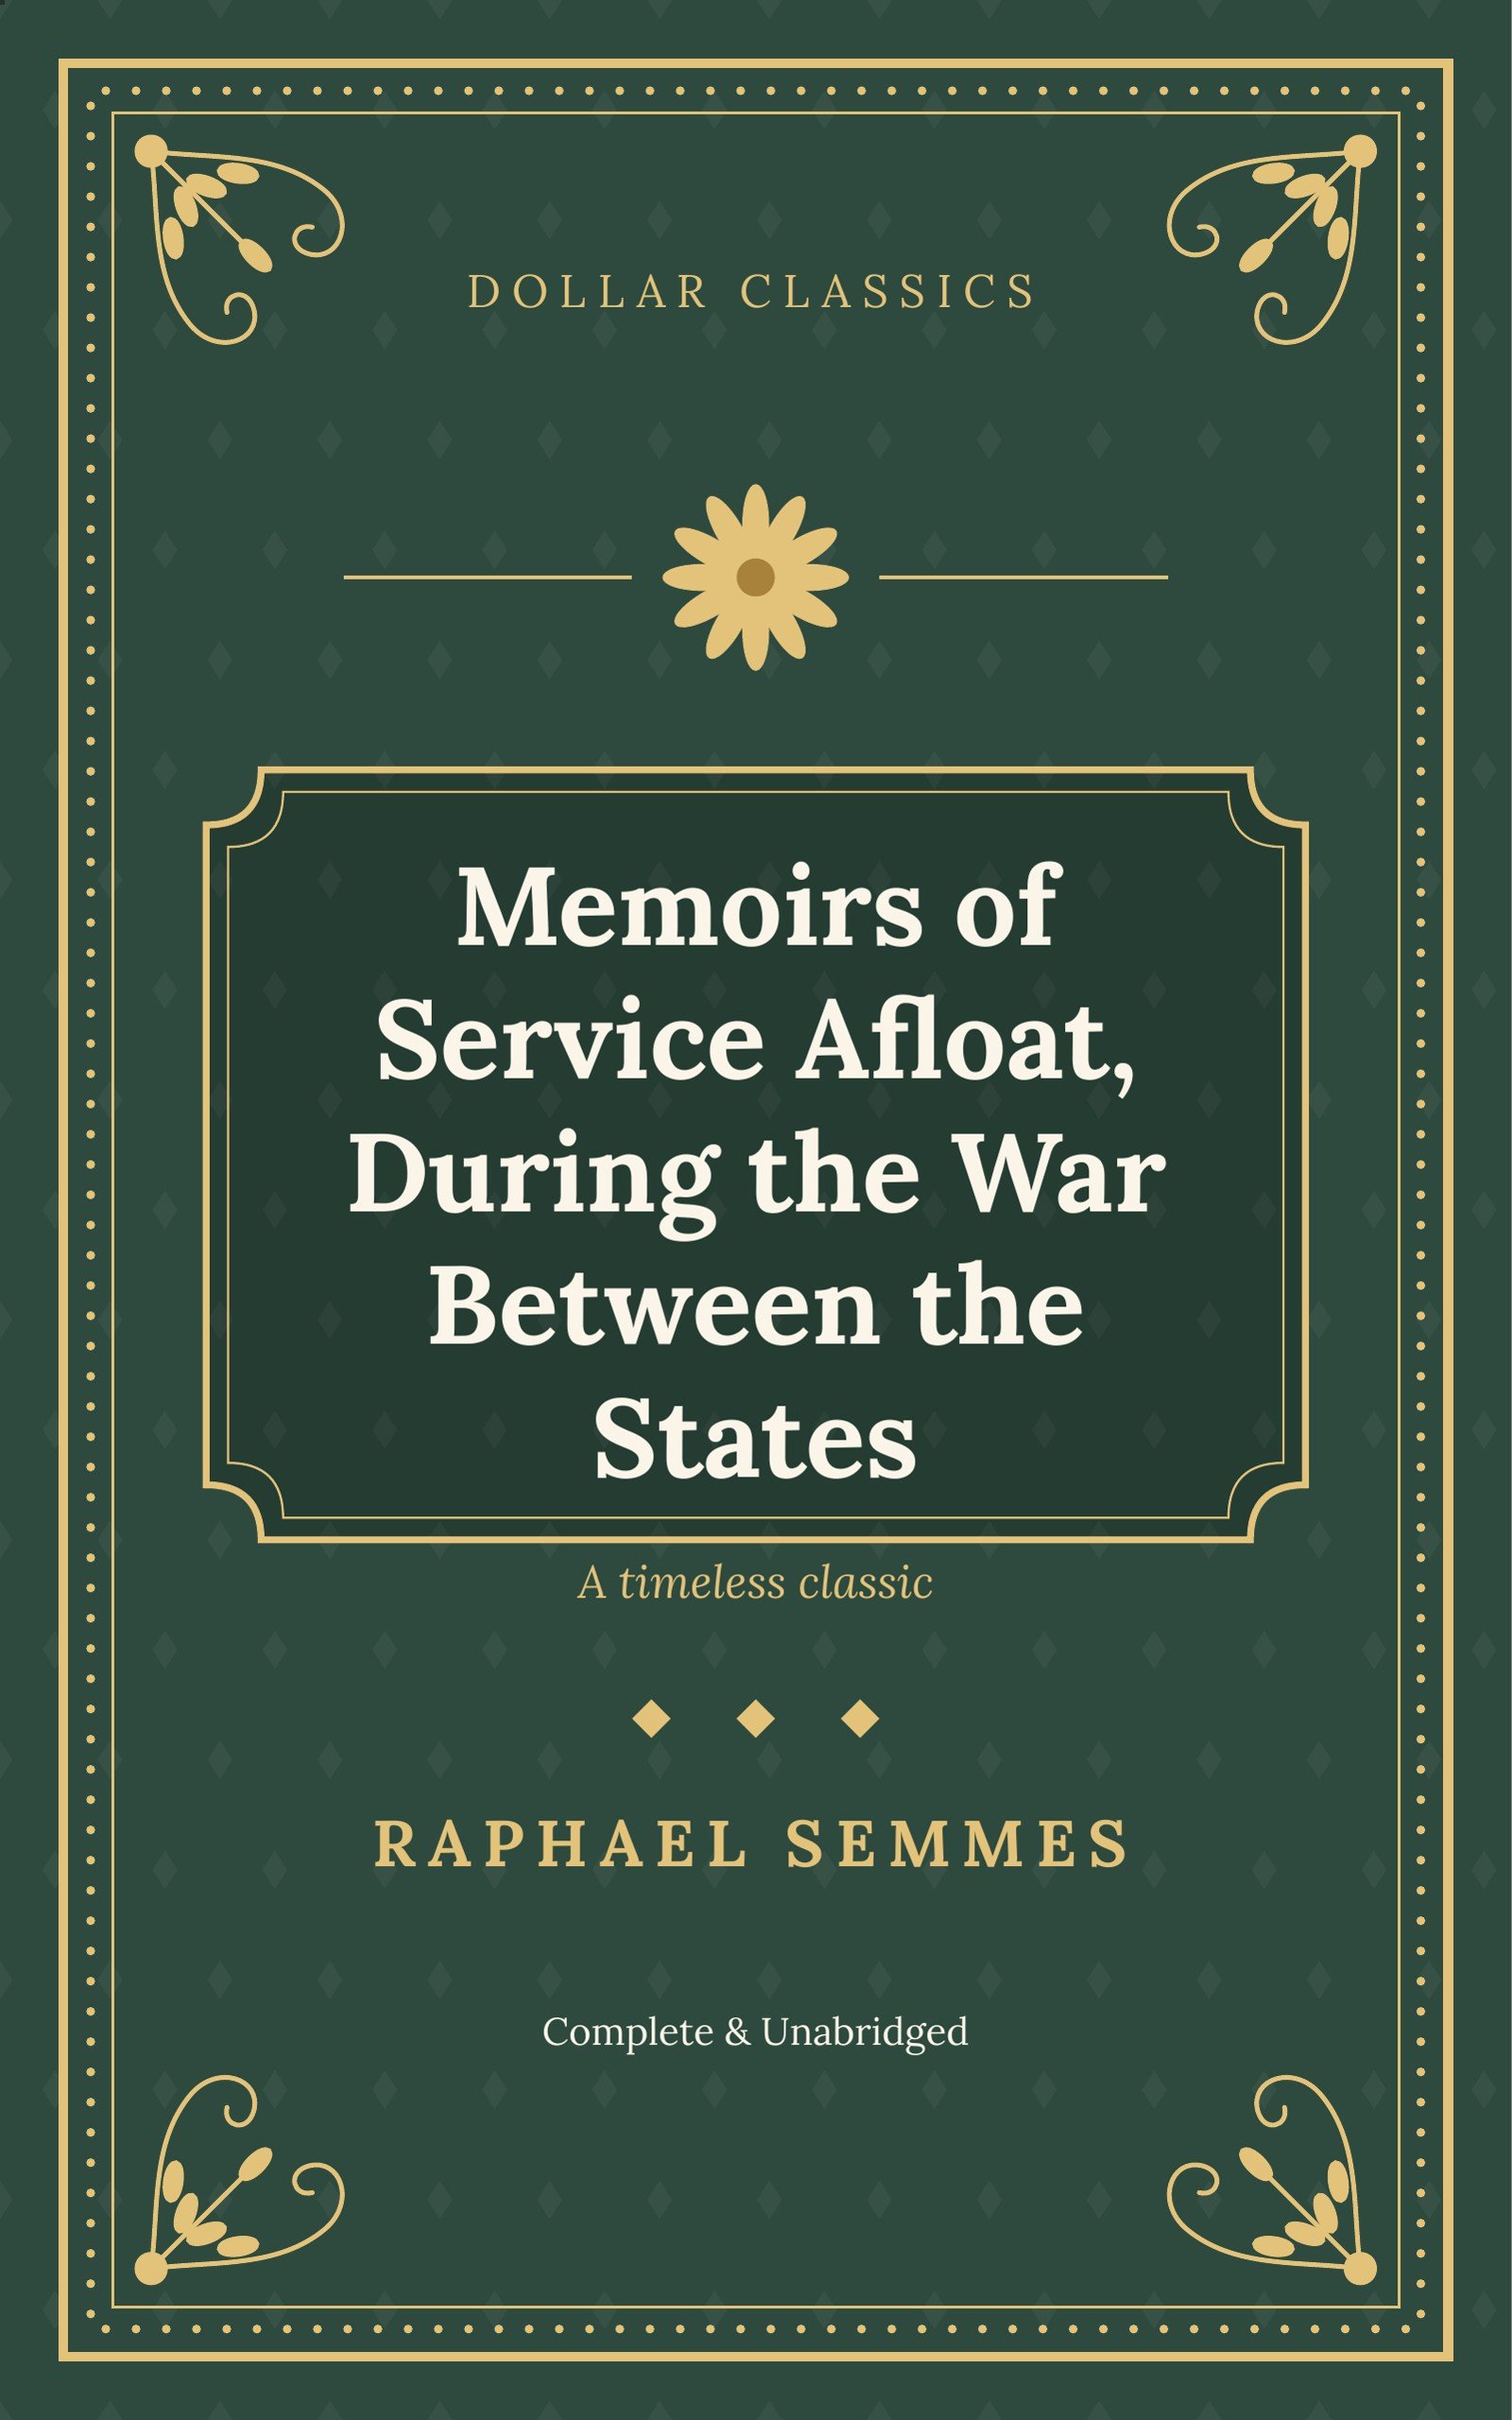 DOLLAR CLASSICS
Memoirs of
Service Afloat,
During the War
Between the
States
A timeless classic
RAPHAEL SEMMES
Complete & Unabridged